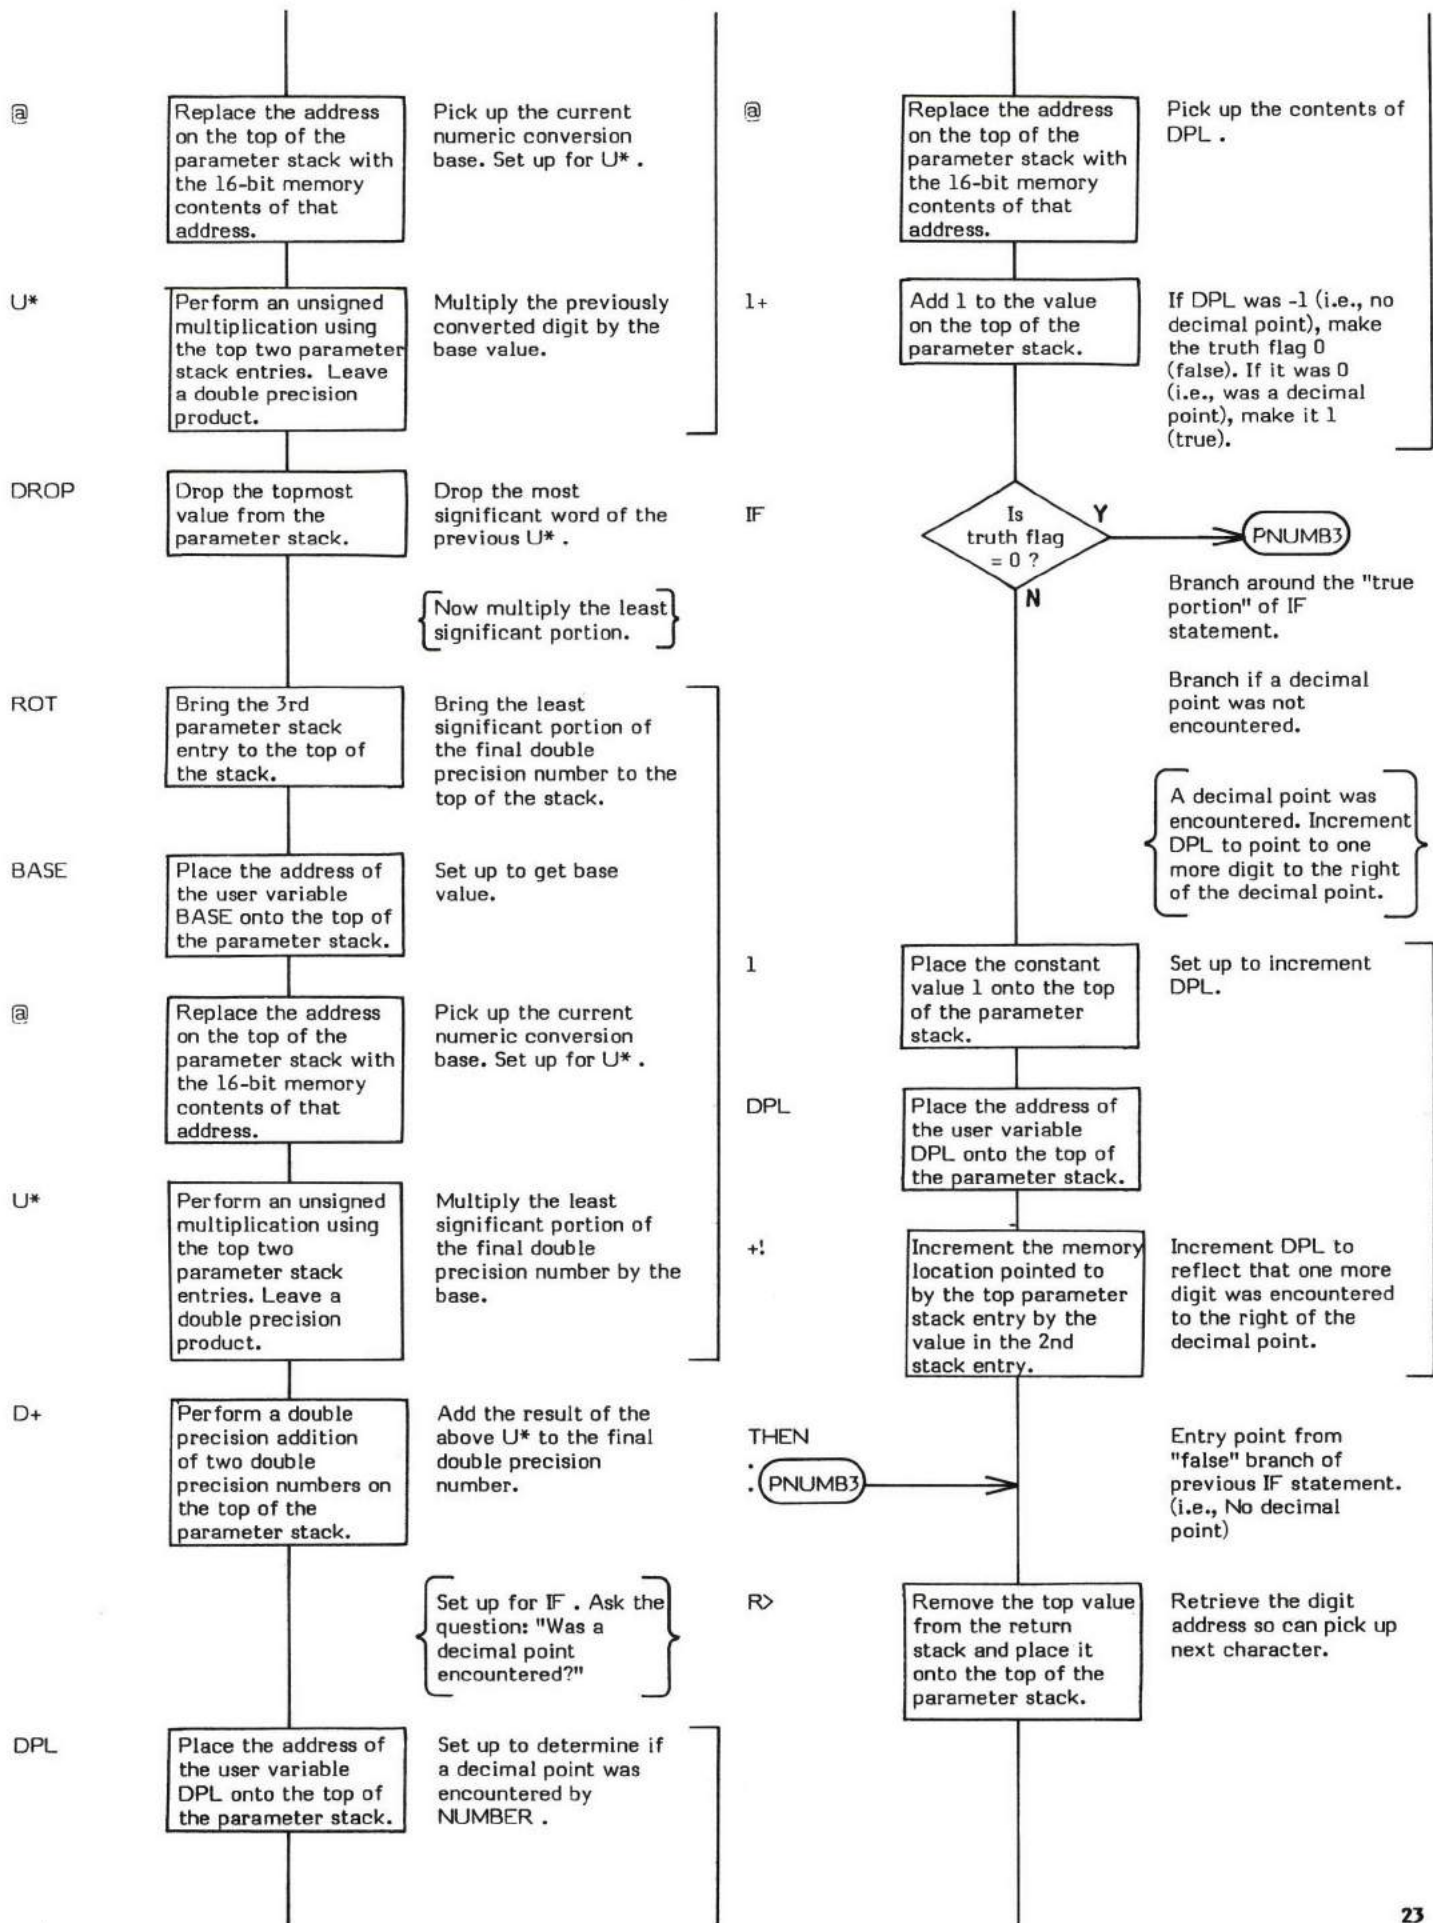 @
Replace the address
on the top of the
parameter stack with
the 16-bit memory
contents of that
address.
Pick up the current
numeric conversion
base. Set up for U* .
U*
Perform an unsigned
multiplication using
the top two parameter
stack entries. Leave
a double precision
product.
Multiply the previously
converted digit by the
base value.
DROP
Drop the topmost
value from the
parameter stack.
Drop the most
significant word of the
previous U* .
Now multiply the least
significant portion.
ROT
Bring the 3rd
parameter stack
entry to the top of
the stack.
Bring the least
significant portion of
the final double
precision number to the
top of the stack.
BASE
Place the address of
the user variable
BASE onto the top of
the parameter stack.
Set up to get base
value.
@
Replace the address
on the top of the
parameter stack with
the 16-bit memory
contents of that
address.
Pick up the current
numeric conversion
base. Set up for U* .
U*
Perform an unsigned
multiplication using
the top two
parameter stack
entries. Leave a
double precision
product.
Multiply the least
significant portion of
the final double
precision number by the
base.
D+
Perform a double
precision addition
of two double
precision numbers on
the top of the
parameter stack.
Add the result of the
above U* to the final
double precision
number.
Set up for IF . Ask the
question: "Was a
decimal point
encountered?"
DPL
Place the address of
the user variable
DPL onto the top of
the parameter stack.
Set up to determine if
a decimal point was
encountered by
NUMBER .
@
Replace the address
on the top of the
parameter stack with
the 16-bit memory
contents of that
address.
Pick up the contents of
DPL .
1+
Add 1 to the value
on the top of the
parameter stack.
If DPL was -1 (i.e., no
decimal point), make
the truth flag 0
(false). If it was 0
(i.e., was a decimal
point), make it 1
(true).
IF
Is
truth flag
= 0 ?
Y
N
PNUMB3
Branch around the "true
portion" of IF
statement.
Branch if a decimal
point was not
encountered.
A decimal point was
encountered. Increment
DPL to point to one
more digit to the right
of the decimal point.
1
Place the constant
value 1 onto the top
of the parameter
stack.
Set up to increment
DPL.
DPL
Place the address of
the user variable
DPL onto the top of
the parameter stack.
+!
Increment the memory
location pointed to
by the top parameter
stack entry by the
value in the 2nd
stack entry.
Increment DPL to
reflect that one more
digit was encountered
to the right of the
decimal point.
THEN
:
PNUMB3
Entry point from
"false" branch of
previous IF statement.
(i.e., No decimal
point)
R>
Remove the top value
from the return
stack and place it
onto the top of the
parameter stack.
Retrieve the digit
address so can pick up
next character.
23